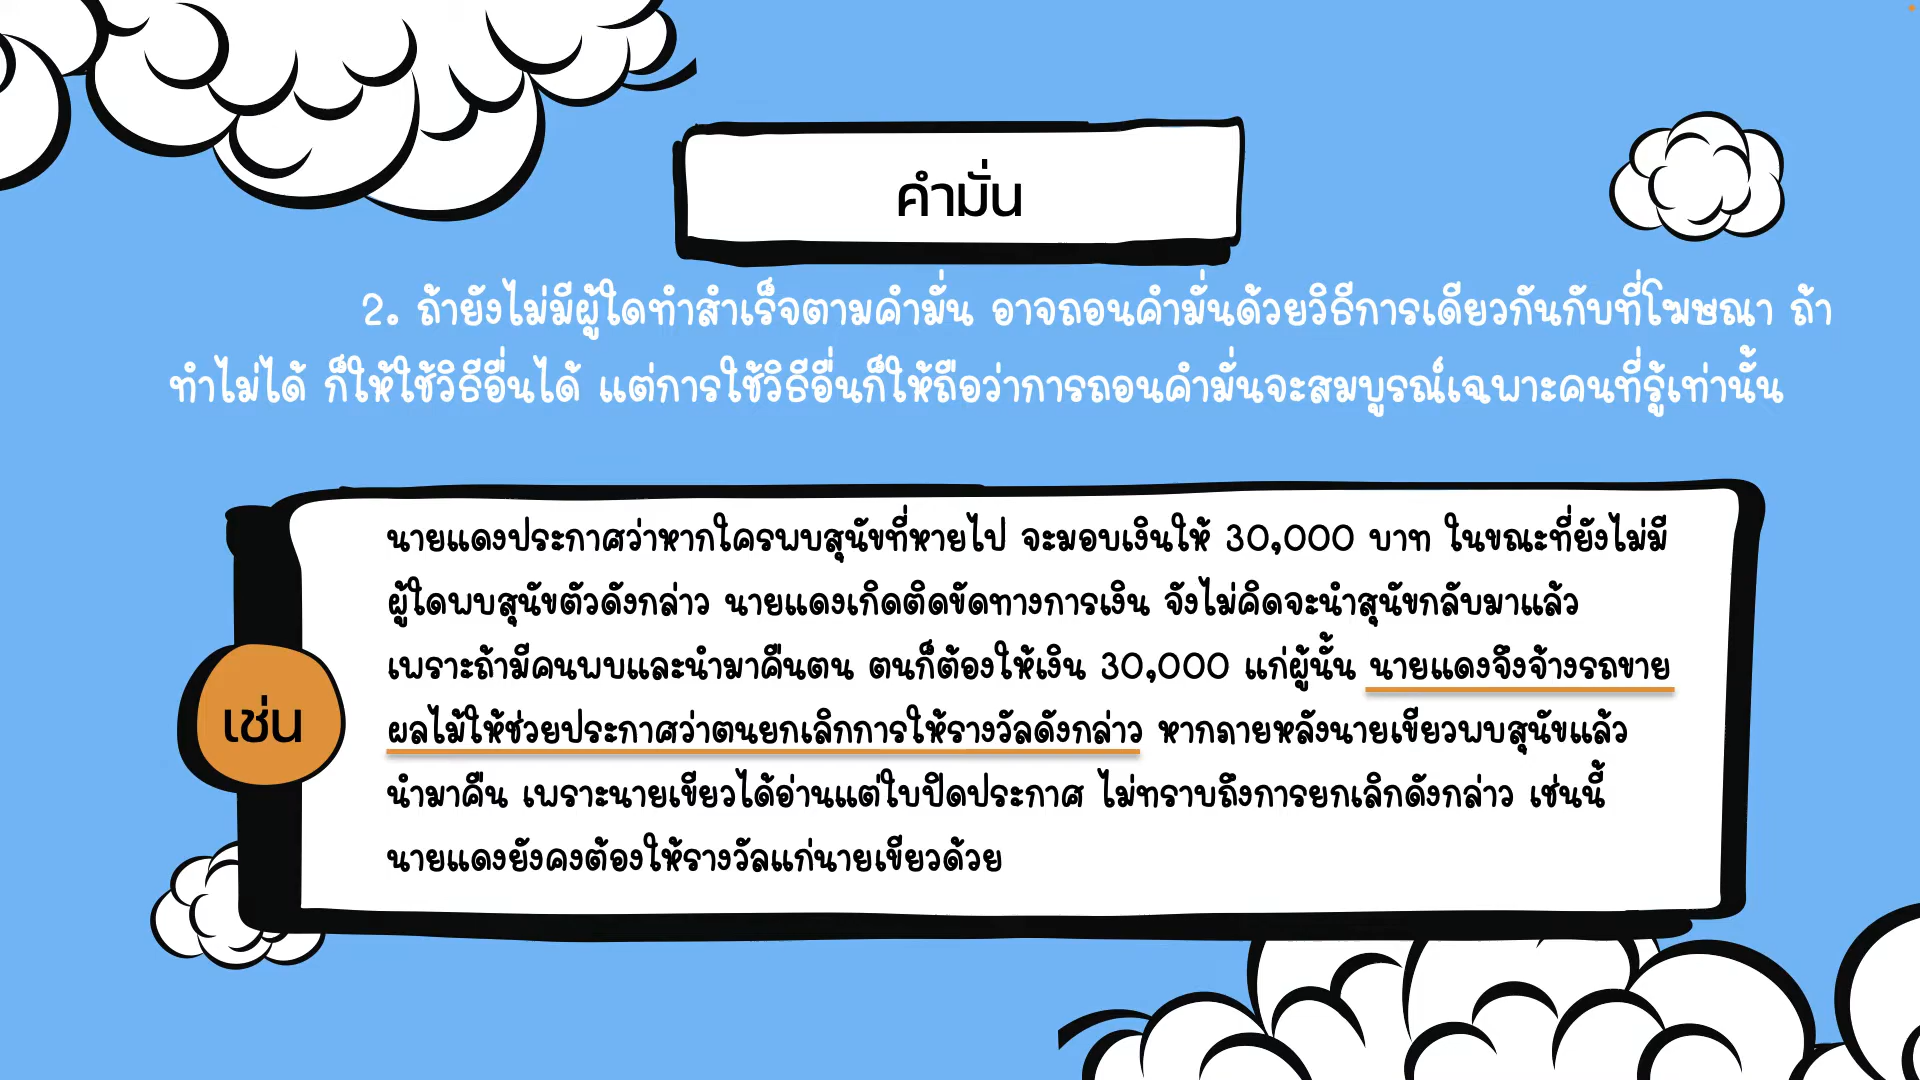 คำมั่น
2. ถ้ายังไม่มีผู้ใดทำสำเร็จตามคำมั่น อาจถอนคำมั่นด้วยวิธีการเดียวกันกับที่โฆษณา ถ้า
ทำไม่ได้ ก็ให้ใช้วิธีอื่นได้ แต่การใช้วิธีอื่นก็ให้ถือว่าการถอนคำมั่นจะสมบูรณ์เฉพาะคนที่รู้เท่านั้น
นายแดงประกาศว่าหากใครพบสุนัขที่หายไป จะมอบเงินให้ 30,000 บาท ในขณะที่ยังไม่มี
ผู้ใดพบสุนัขตัวดังกล่าว นายแดงเกิดติดขัดทางการเงิน จังไม่คิดจะนำสุนัขกลับมาแล้ว
เพราะถ้ามีคนพบและนำมาคืนตน ตนก็ต้องให้เงิน 30,000 แก่ผู้นั้น นายแดงจึงจ้างรถขาย
ผลไม้ให้ช่วยประกาศว่าตนยกเลิกการให้รางวัลดังกล่าว หากภายหลังนายเขียวพบสุนัขแล้ว
นำมาคืน เพราะนายเขียวได้อ่านแต่ใบปิดประกาศ ไม่ทราบถึงการยกเลิกดังกล่าว เช่นนี้
นายแดงยังคงต้องให้รางวัลแก่นายเขียวด้วย
เช่น